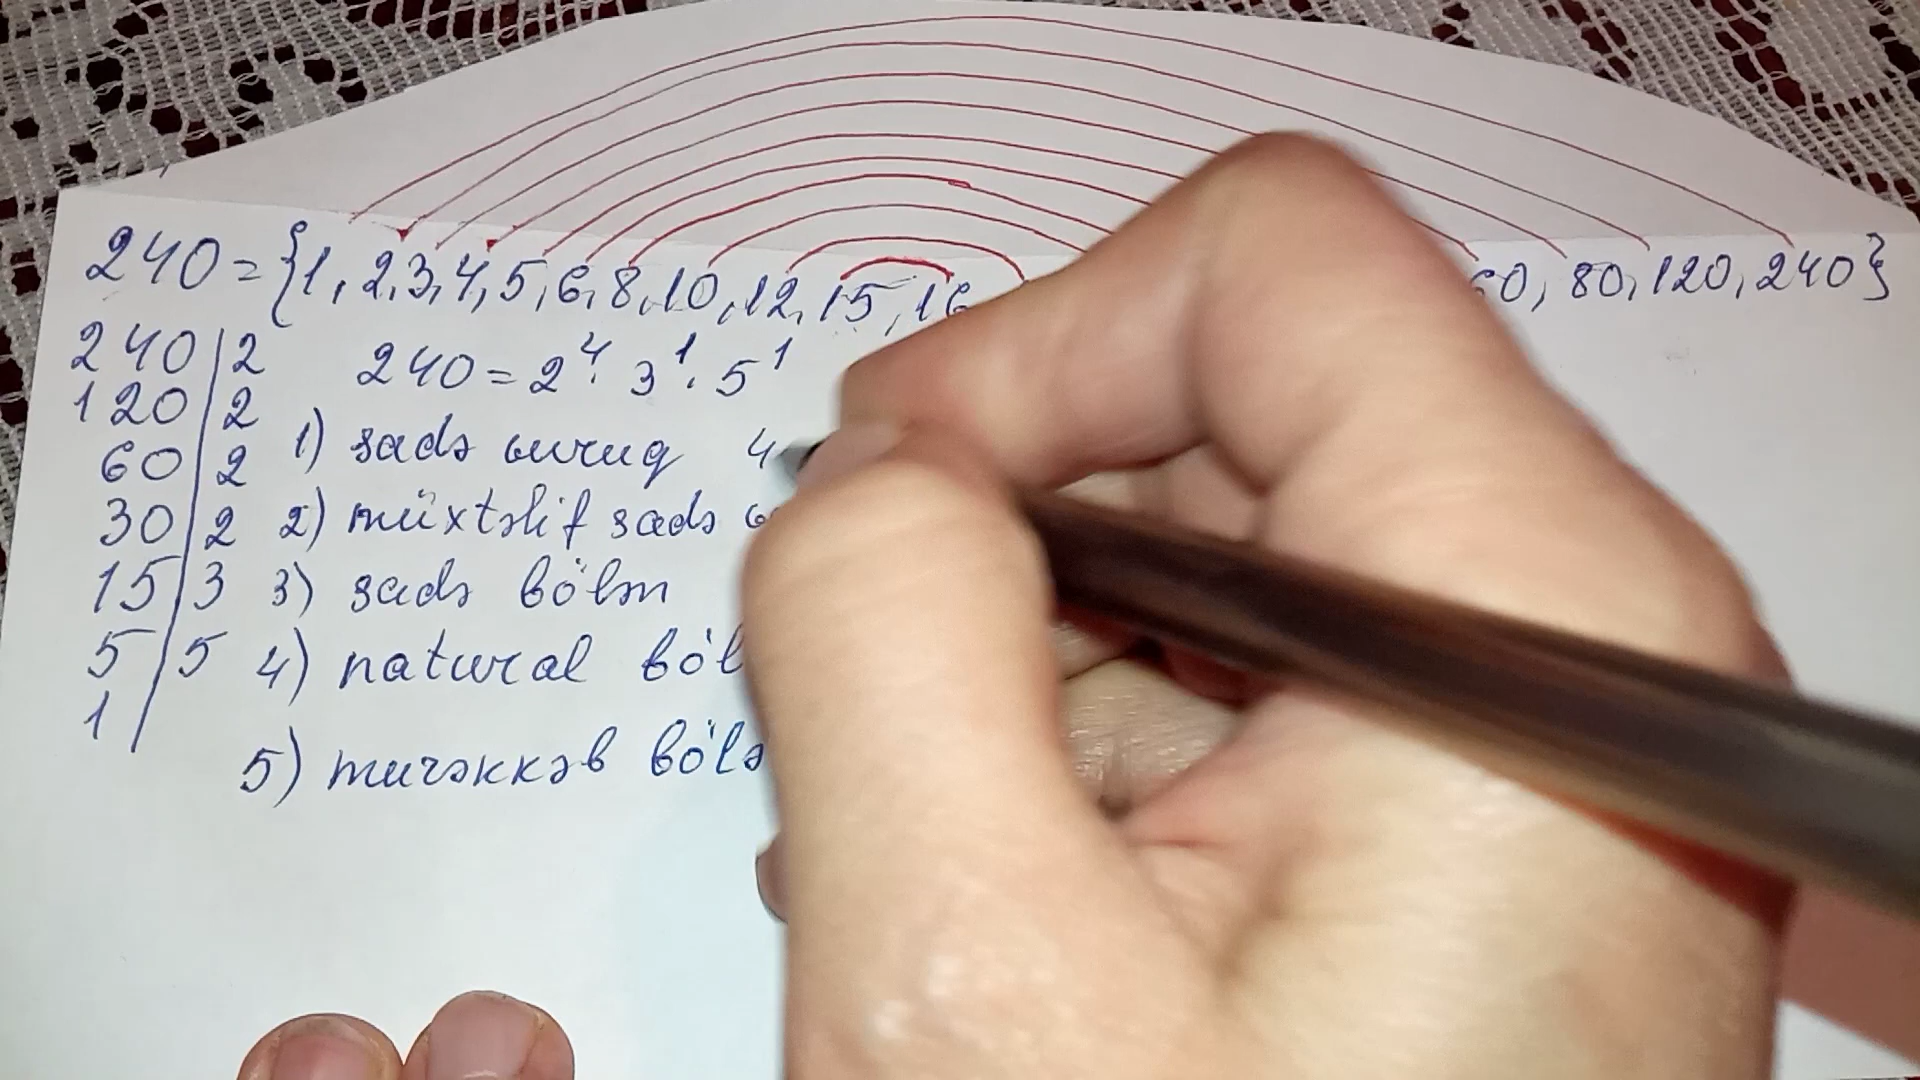 240={1,2,3,4,5,6,8,10,12,15,16 60,80,120,240}
240|2
120|2
60|2
30|2
15|3
5|5
1|
240=2⁴·3¹·5¹
1) sadə vuruq 4
2) müxtəlif sadə
3) sadə bölən
4) natural böl
5) mürəkkəb bölə